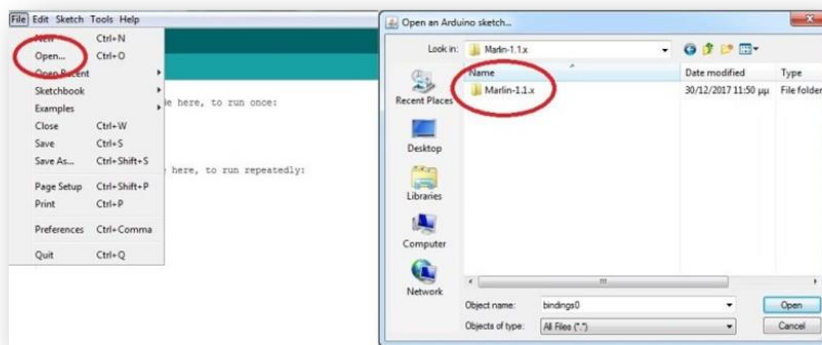 File Edit Sketch Tools Help
New Ctrl+N
Open... Ctrl+O
Open Recent
Sketchbook
Examples
Close Ctrl+W
Save Ctrl+S
Save As... Ctrl+Shift+S
Page Setup Ctrl+Shift+P
Print Ctrl+P
Preferences Ctrl+Comma
Quit Ctrl+Q
e here, to run once:
e here, to run repeatedly:
Open an Arduino sketch...
Look in: Marlin-1.1.x
Name Date modified Type
Marlin-1.1.x 30/12/2017 11:50 μμ File folder
Recent Places
Desktop
Libraries
Computer
Network
Object name: bindings0 Open
Objects of type: All Files (*.*) Cancel